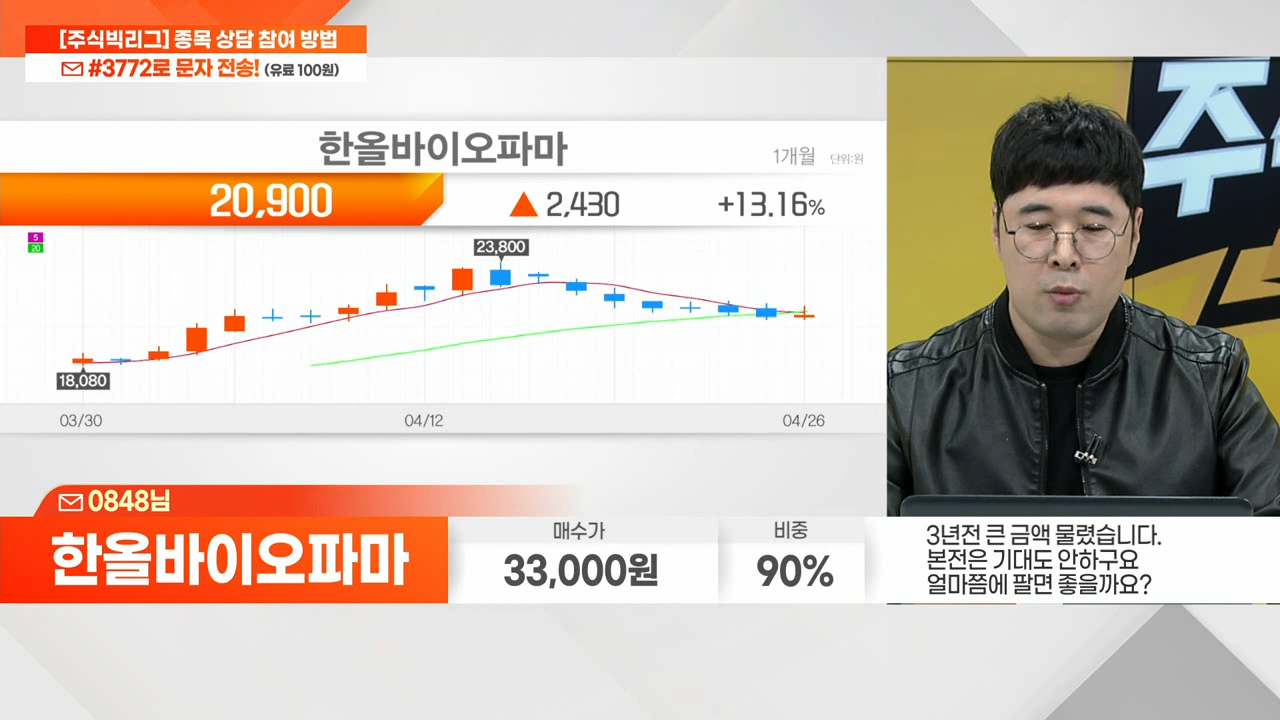 [주식빅리그] 종목 상담 참여 방법
#3772로 문자 전송! (유료 100원)
주
한올바이오파마
1개월 단위:원
20,900 ▲ 2,430 +13.16%
5
20
23,800
18,080
03/30 04/12 04/26
0848님
한올바이오파마
매수가
33,000원
비중
90%
3년전 큰 금액 물렸습니다.
본전은 기대도 안하구요
얼마쯤에 팔면 좋을까요?